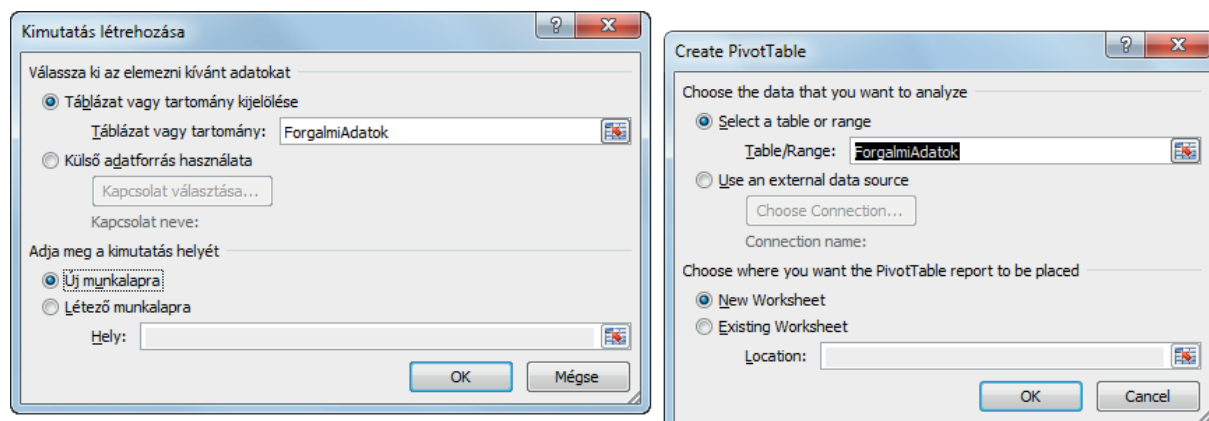 Kimutatás létrehozása
Válassza ki az elemezni kívánt adatokat
Táblázat vagy tartomány kijelölése
Táblázat vagy tartomány: ForgalmiAdatok
Külső adatforrás használata
Kapcsolat választása...
Kapcsolat neve:
Adja meg a kimutatás helyét
Új munkalapra
Létező munkalapra
Hely:
OK Mégse
Create PivotTable
Choose the data that you want to analyze
Select a table or range
Table/Range: ForgalmiAdatok
Use an external data source
Choose Connection...
Connection name:
Choose where you want the PivotTable report to be placed
New Worksheet
Existing Worksheet
Location:
OK Cancel